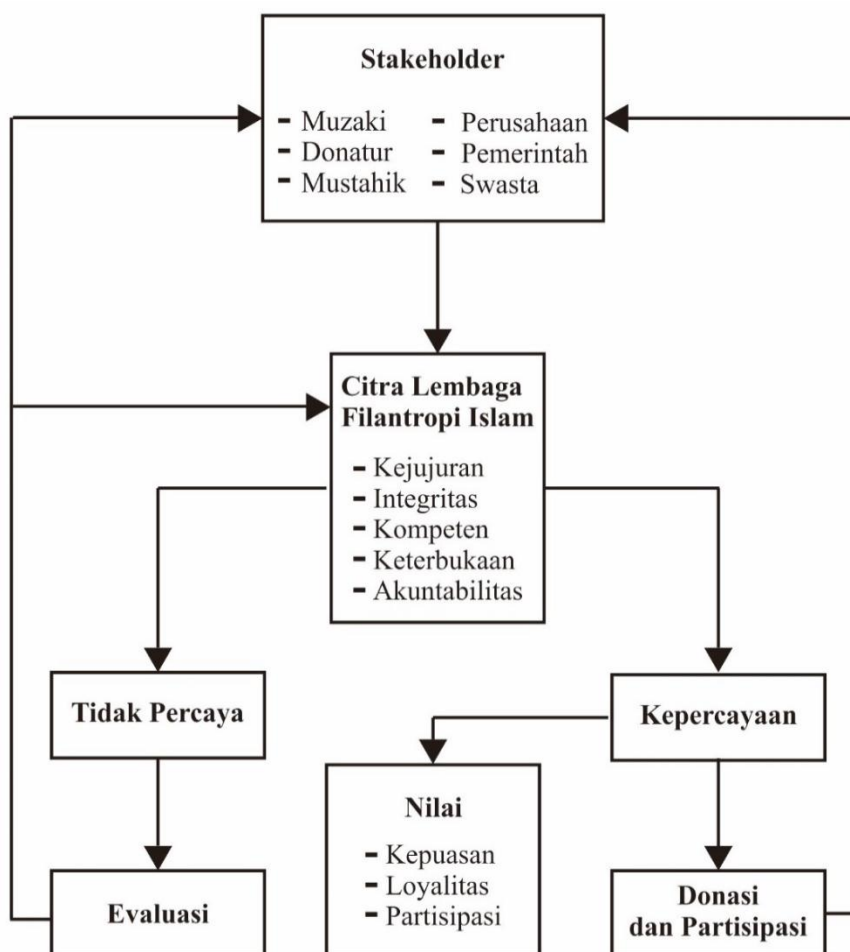 Stakeholder
- Muzaki
- Donatur
- Mustahik
- Perusahaan
- Pemerintah
- Swasta
Citra Lembaga
Filantropi Islam
- Kejujuran
- Integritas
- Kompeten
- Keterbukaan
- Akuntabilitas
Tidak Percaya
Kepercayaan
Nilai
- Kepuasan
- Loyalitas
- Partisipasi
Evaluasi
Donasi
dan Partisipasi